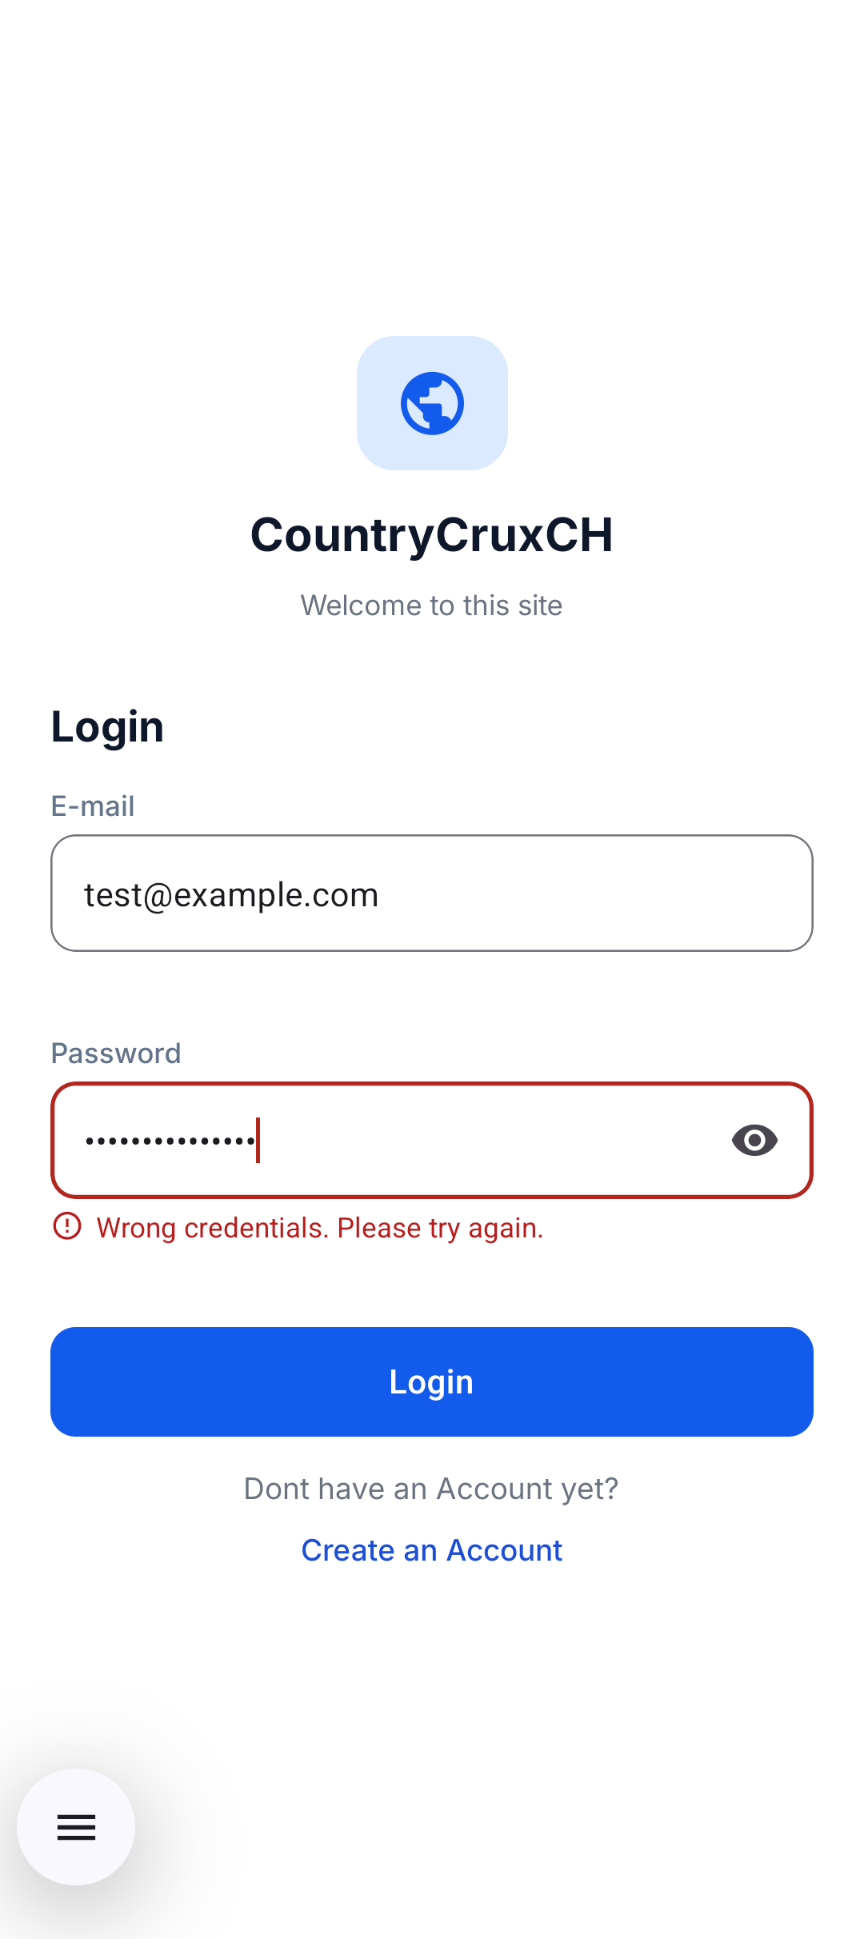 CountryCruxCH
Welcome to this site
Login
E-mail
test@example.com
Password
•••••••••••••••
Wrong credentials. Please try again.
Login
Dont have an Account yet?
Create an Account